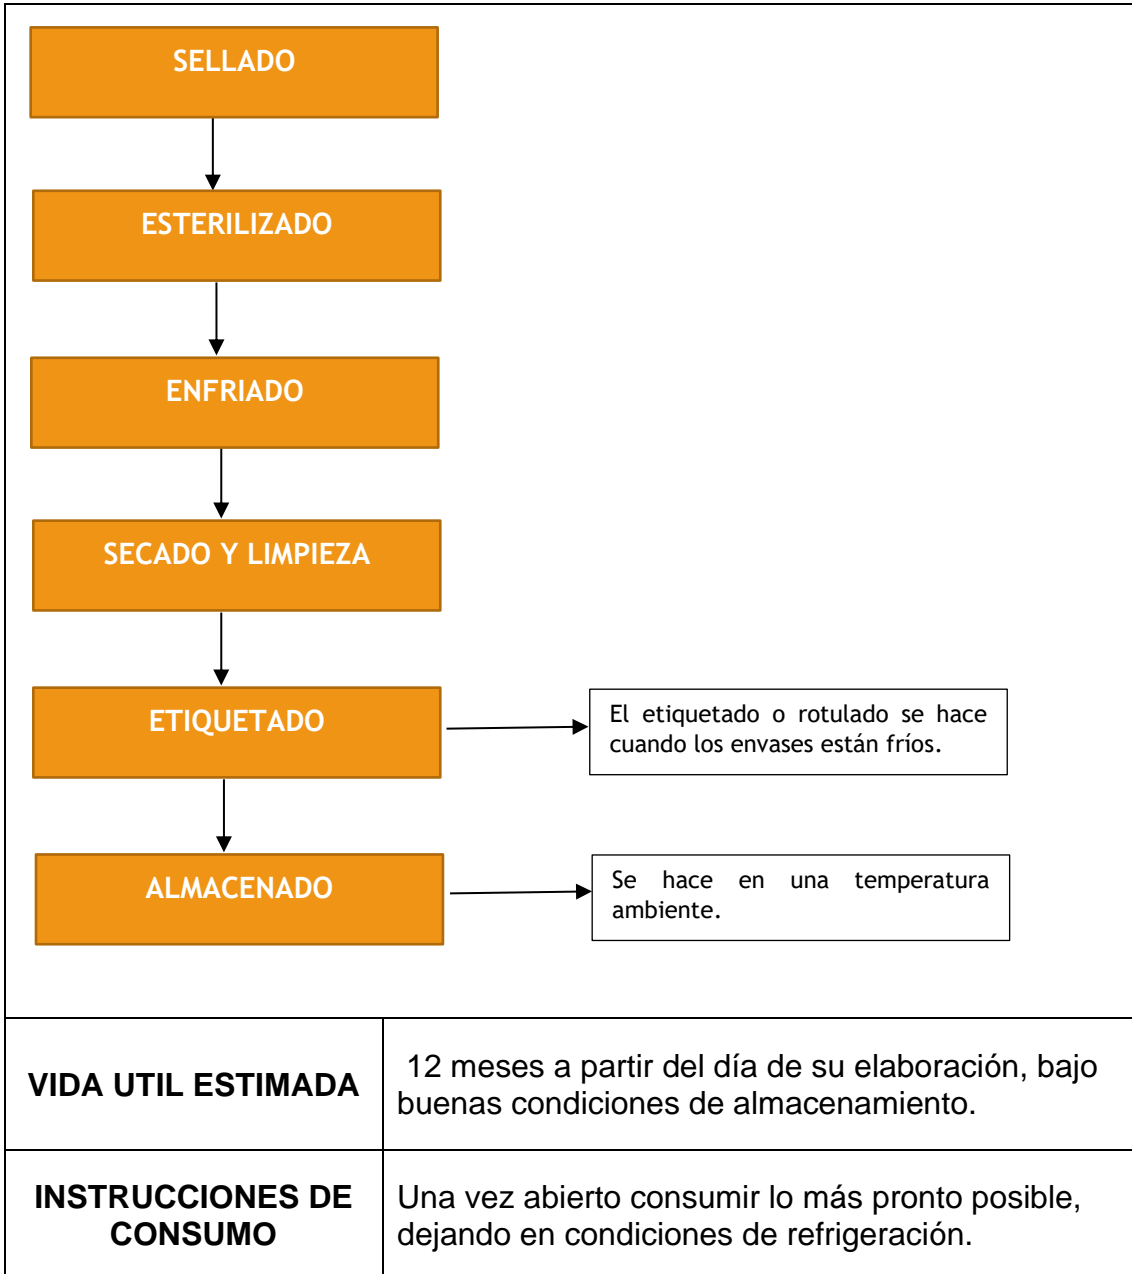 SELLADO
ESTERILIZADO
ENFRIADO
SECADO Y LIMPIEZA
ETIQUETADO
El etiquetado o rotulado se hace
cuando los envases están fríos.
ALMACENADO
Se hace en una temperatura
ambiente.
VIDA UTIL ESTIMADA
12 meses a partir del día de su elaboración, bajo
buenas condiciones de almacenamiento.
INSTRUCCIONES DE
CONSUMO
Una vez abierto consumir lo más pronto posible,
dejando en condiciones de refrigeración.